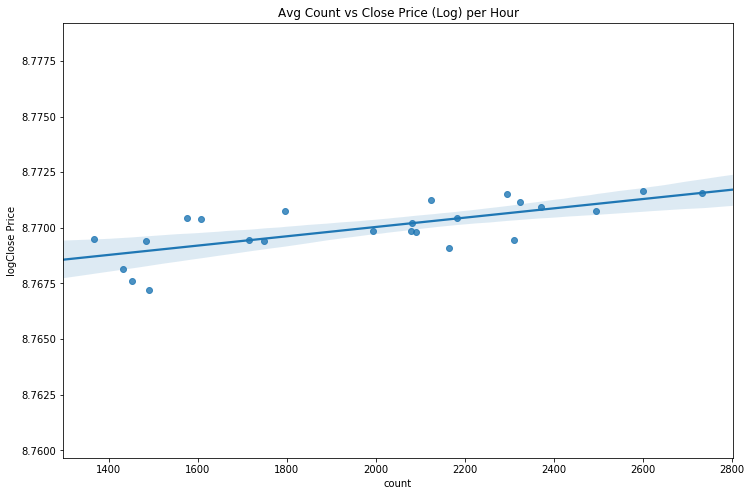 Avg Count vs Close Price (Log) per Hour
8.7775
8.7750
8.7725
8.7700
8.7675
8.7650
8.7625
8.7600
logClose Price
1400 1600 1800 2000 2200 2400 2600 2800
count